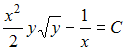 x²/2 y√y − 1/x = C